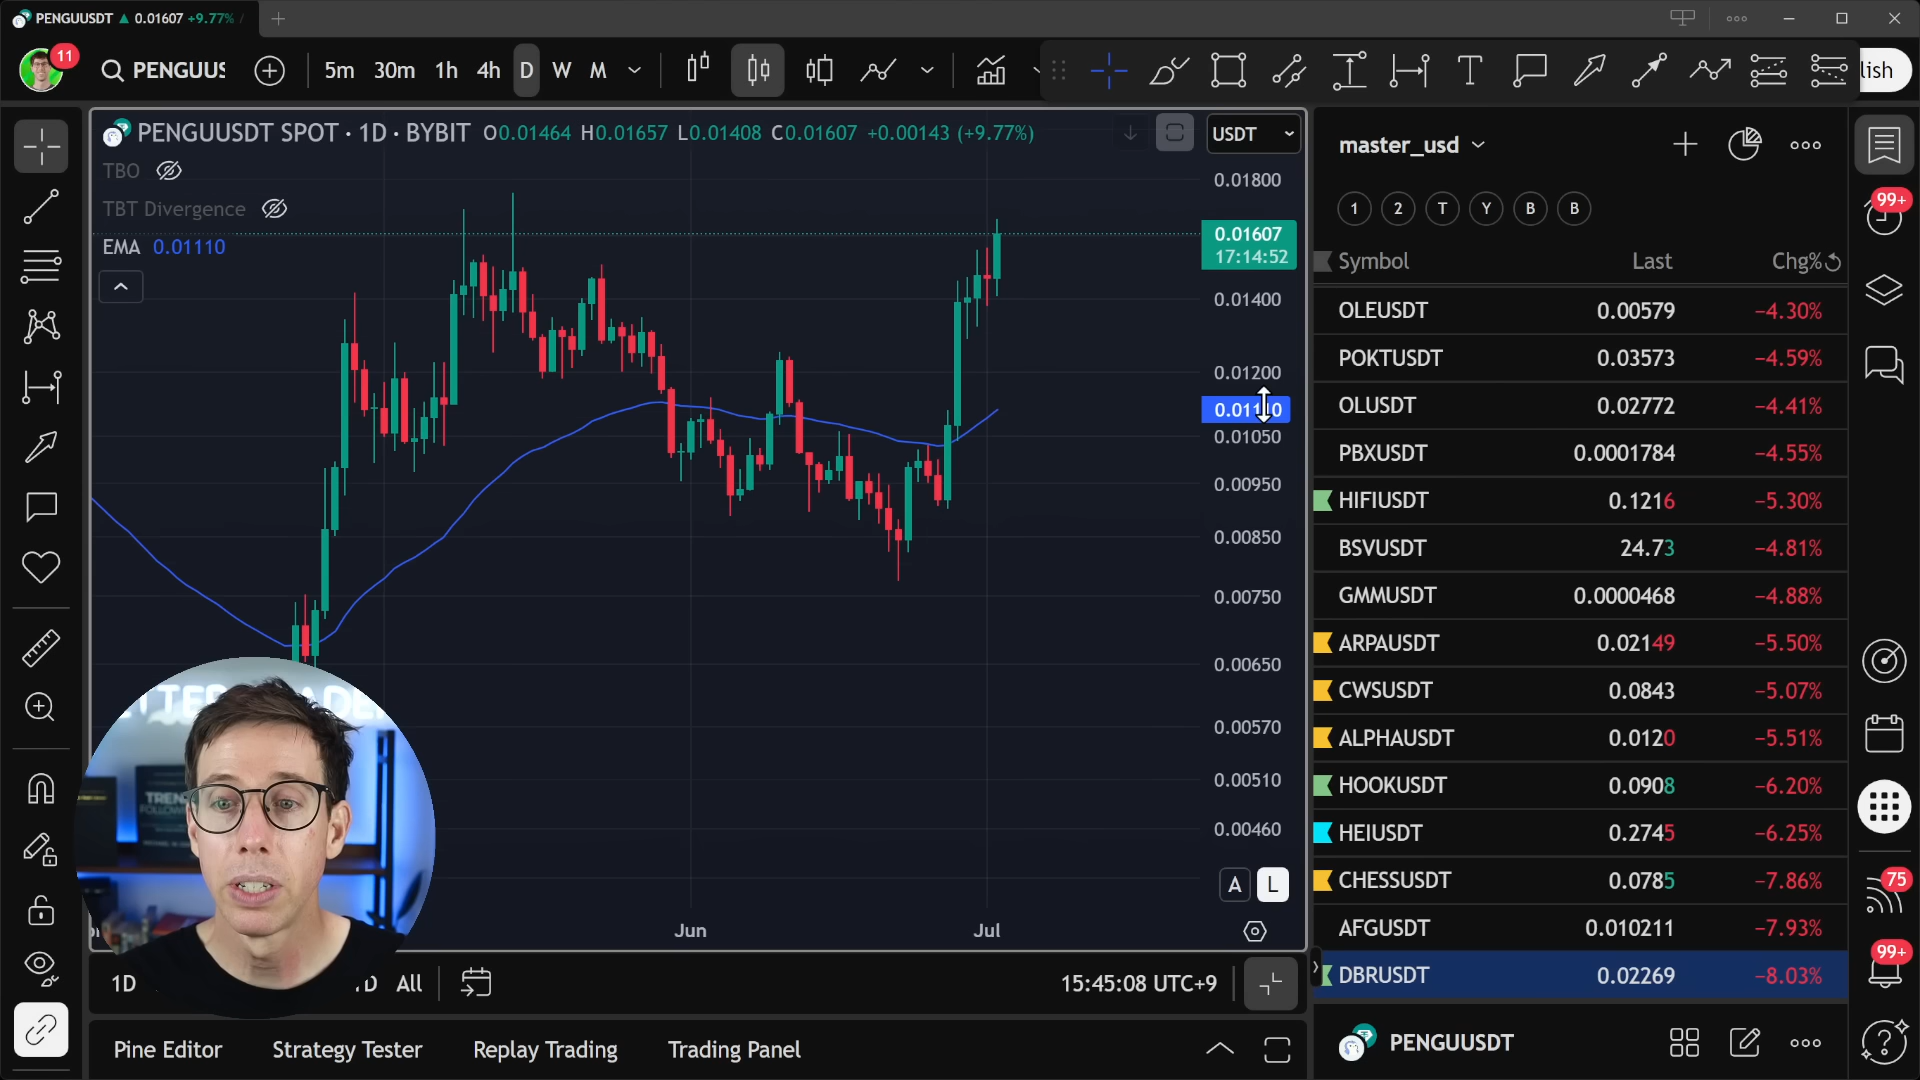 PENGUUSDT ▲ 0.01607 +9.77% /
11
PENGUUS
5m 30m 1h 4h D W M
lish
PENGUUSDT SPOT · 1D · BYBIT O0.01464 H0.01657 L0.01408 C0.01607 +0.00143 (+9.77%)
USDT
TBO
TBT Divergence
EMA 0.01110
0.01800
0.01607
17:14:52
0.01400
0.01200
0.01110
0.01050
0.00950
0.00850
0.00750
0.00650
0.00570
0.00510
0.00460
A L
Jun Jul
1D D All
15:45:08 UTC+9
Pine Editor Strategy Tester Replay Trading Trading Panel
master_usd
1 2 T Y B B
Symbol Last Chg%
OLEUSDT 0.00579 −4.30%
POKTUSDT 0.03573 −4.59%
OLUSDT 0.02772 −4.41%
PBXUSDT 0.0001784 −4.55%
HIFIUSDT 0.1216 −5.30%
BSVUSDT 24.73 −4.81%
GMMUSDT 0.0000468 −4.88%
ARPAUSDT 0.02149 −5.50%
CWSUSDT 0.0843 −5.07%
ALPHAUSDT 0.0120 −5.51%
HOOKUSDT 0.0908 −6.20%
HEIUSDT 0.2745 −6.25%
CHESSUSDT 0.0785 −7.86%
AFGUSDT 0.010211 −7.93%
DBRUSDT 0.02269 −8.03%
PENGUUSDT
99+
75
99+